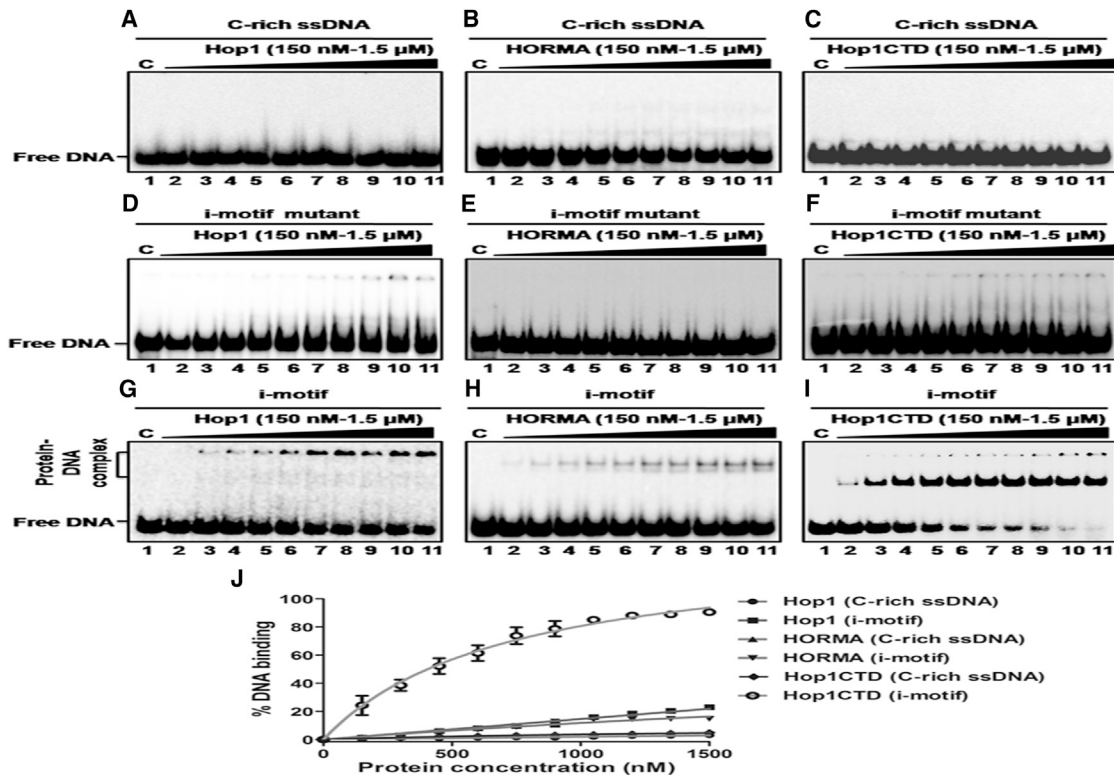 A B C
C-rich ssDNA C-rich ssDNA C-rich ssDNA
Hop1 (150 nM-1.5 µM) HORMA (150 nM-1.5 µM) Hop1CTD (150 nM-1.5 µM)
C C C
Free DNA
1 2 3 4 5 6 7 8 9 10 11 1 2 3 4 5 6 7 8 9 10 11 1 2 3 4 5 6 7 8 9 10 11
D E F
i-motif mutant i-motif mutant i-motif mutant
Hop1 (150 nM-1.5 µM) HORMA (150 nM-1.5 µM) Hop1CTD (150 nM-1.5 µM)
C C C
Free DNA
1 2 3 4 5 6 7 8 9 10 11 1 2 3 4 5 6 7 8 9 10 11 1 2 3 4 5 6 7 8 9 10 11
G H I
i-motif i-motif i-motif
Hop1 (150 nM-1.5 µM) HORMA (150 nM-1.5 µM) Hop1CTD (150 nM-1.5 µM)
C C C
Protein-
DNA
complex
Free DNA
1 2 3 4 5 6 7 8 9 10 11 1 2 3 4 5 6 7 8 9 10 11 1 2 3 4 5 6 7 8 9 10 11
J
100
80
60
40
20
0
% DNA binding
0 500 1000 1500
Protein concentration (nM)
Hop1 (C-rich ssDNA)
Hop1 (i-motif)
HORMA (C-rich ssDNA)
HORMA (i-motif)
Hop1CTD (C-rich ssDNA)
Hop1CTD (i-motif)